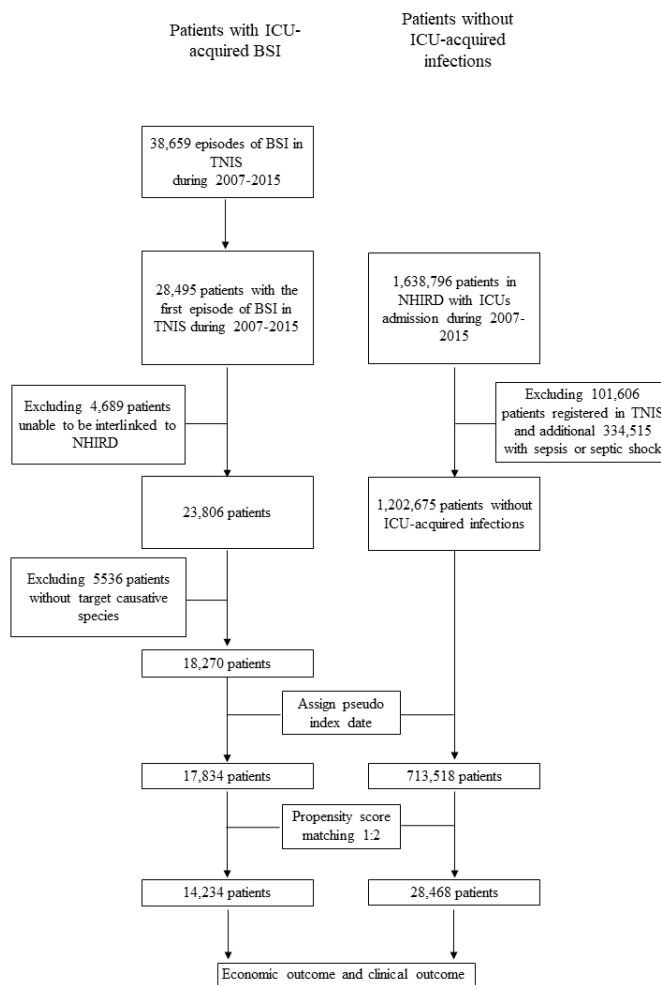 Patients with ICU-
acquired BSI
Patients without
ICU-acquired
infections
38,659 episodes of BSI in
TNIS
during 2007-2015
28,495 patients with the
first episode of BSI in
TNIS during 2007-2015
1,638,796 patients in
NHIRD with ICUs
admission during 2007-
2015
Excluding 4,689 patients
unable to be interlinked to
NHIRD
Excluding 101,606
patients registered in TNIS
and additional 334,515
with sepsis or septic shock
23,806 patients
1,202,675 patients without
ICU-acquired infections
Excluding 5536 patients
without target causative
species
18,270 patients
Assign pseudo
index date
17,834 patients
713,518 patients
Propensity score
matching 1:2
14,234 patients
28,468 patients
Economic outcome and clinical outcome